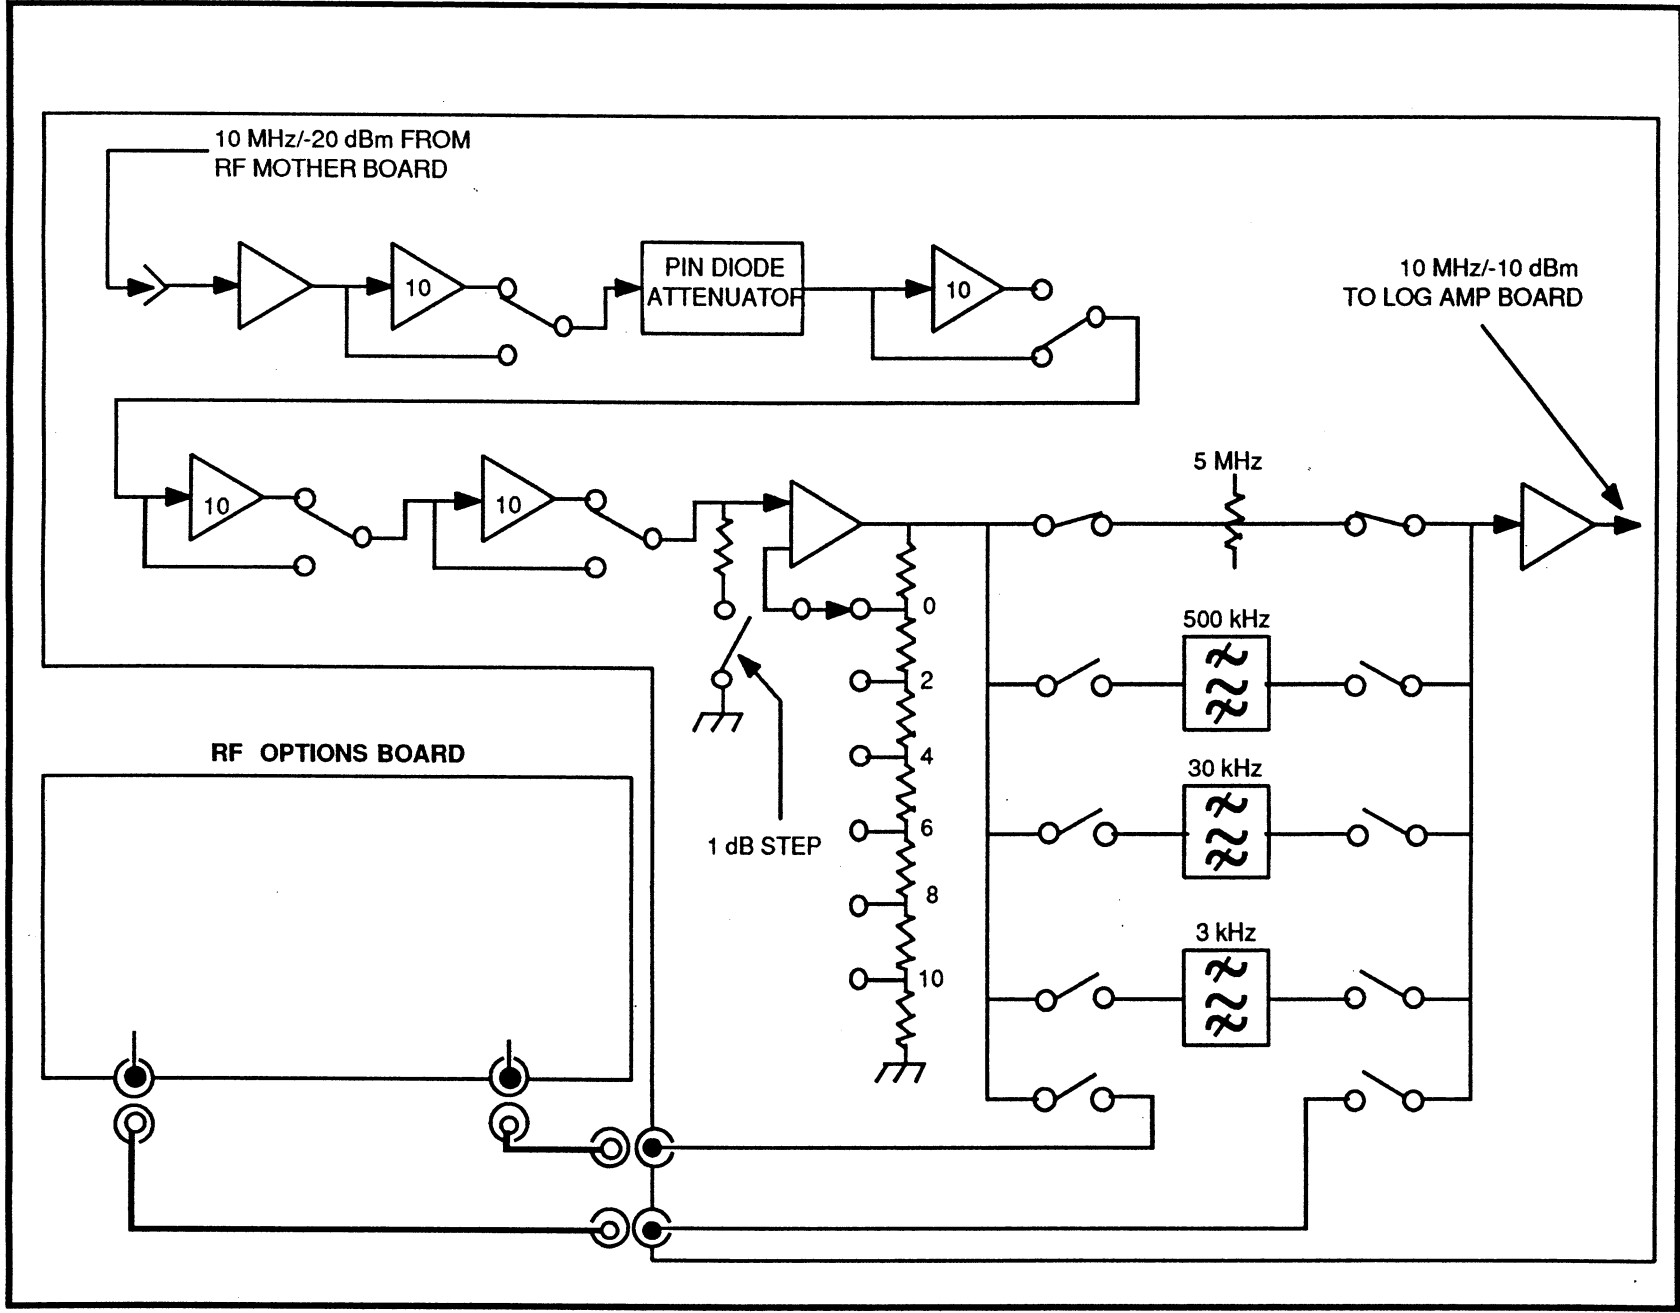 10 MHz/-20 dBm FROM
RF MOTHER BOARD
10
PIN DIODE
ATTENUATOR
10
10 MHz/-10 dBm
TO LOG AMP BOARD
10
10
5 MHz
0
500 kHz
2
RF OPTIONS BOARD
4
30 kHz
6
1 dB STEP
8
3 kHz
10